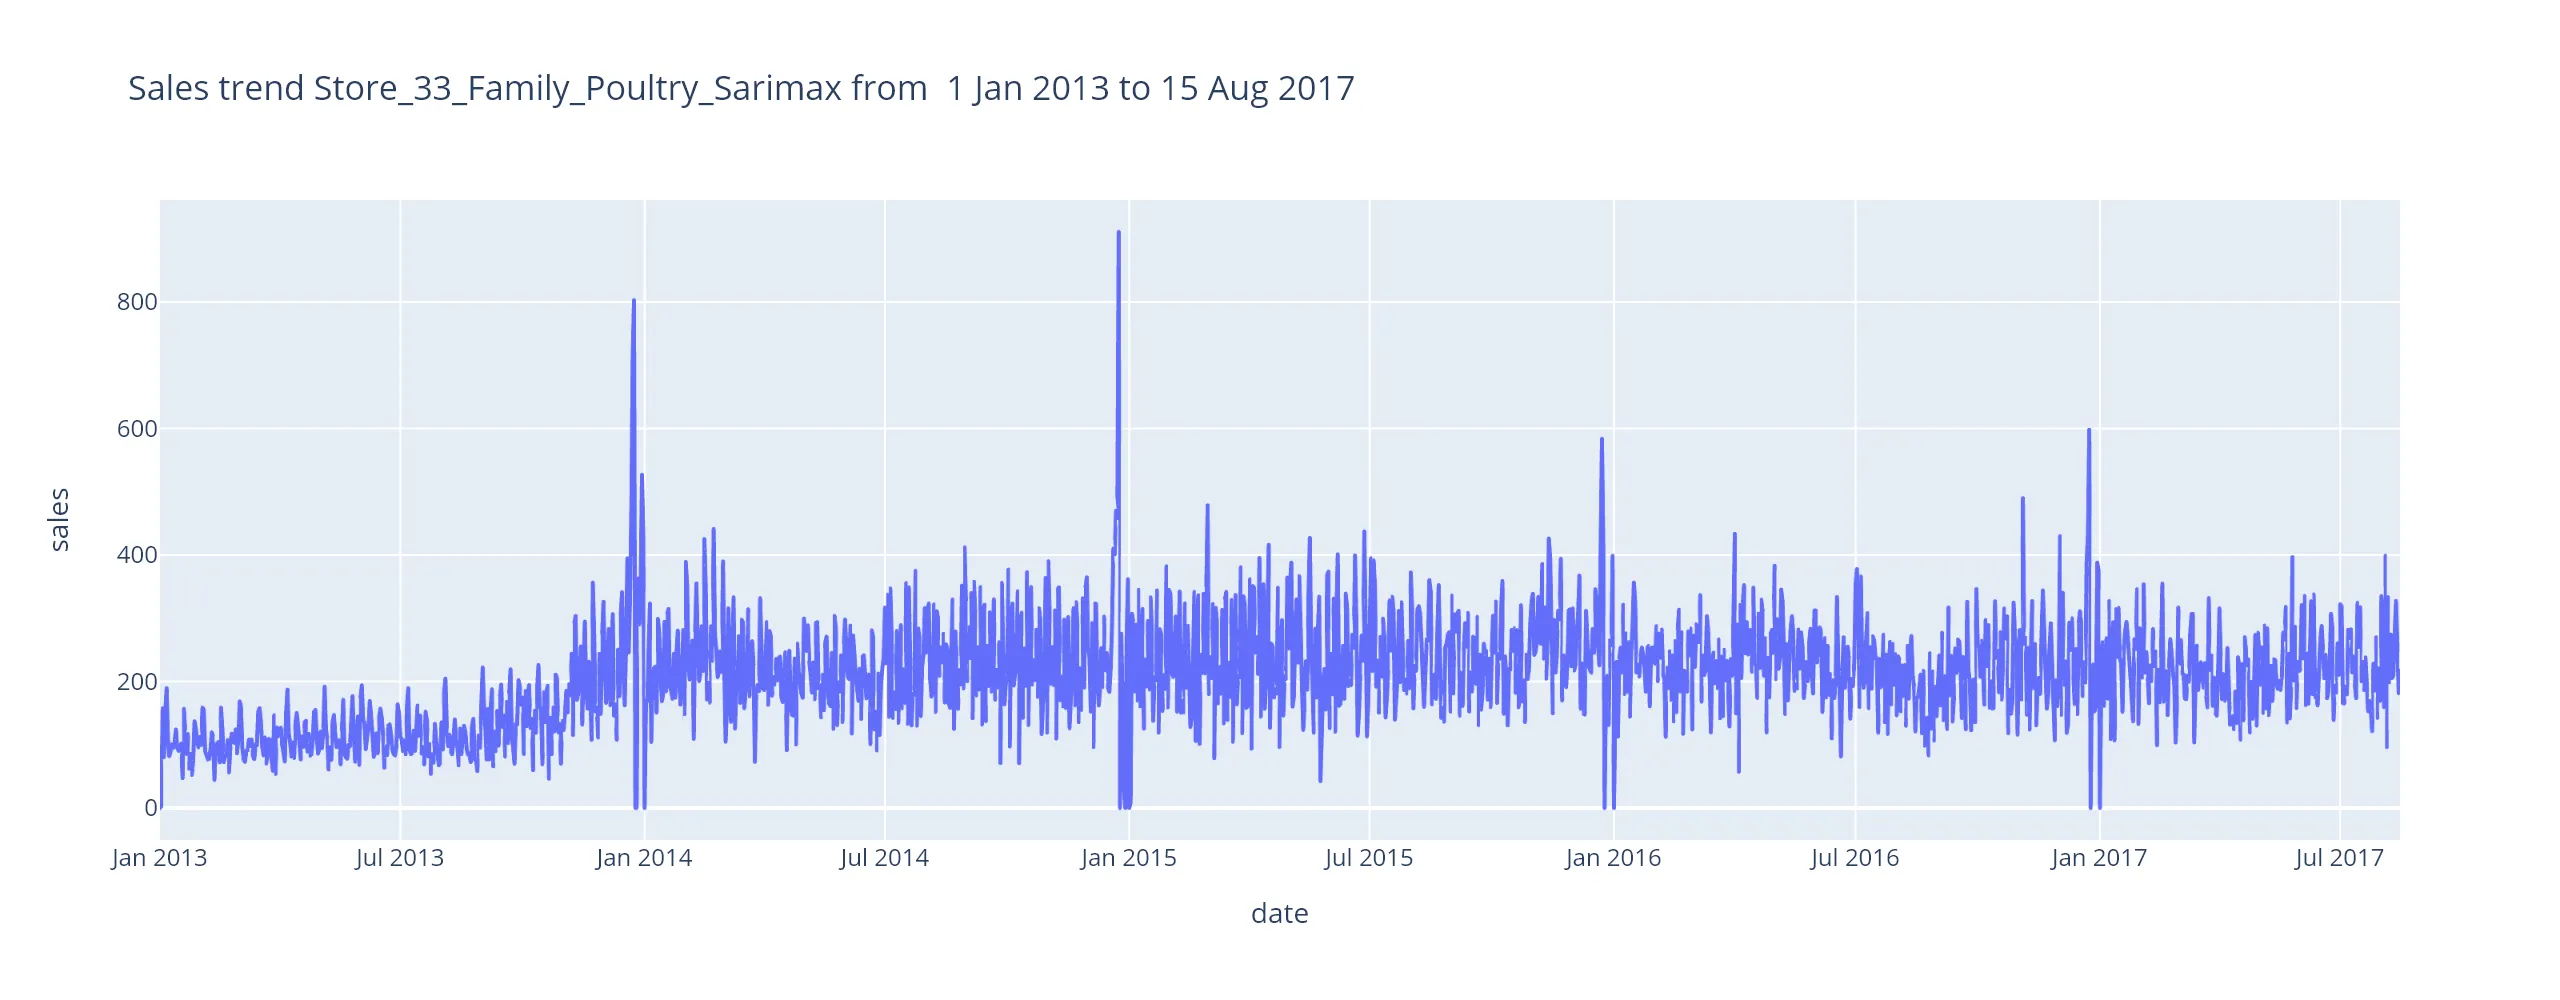 Sales trend Store_33_Family_Poultry_Sarimax from  1 Jan 2013 to 15 Aug 2017
800
600
400
200
0
sales
Jan 2013 Jul 2013 Jan 2014 Jul 2014 Jan 2015 Jul 2015 Jan 2016 Jul 2016 Jan 2017 Jul 2017
date